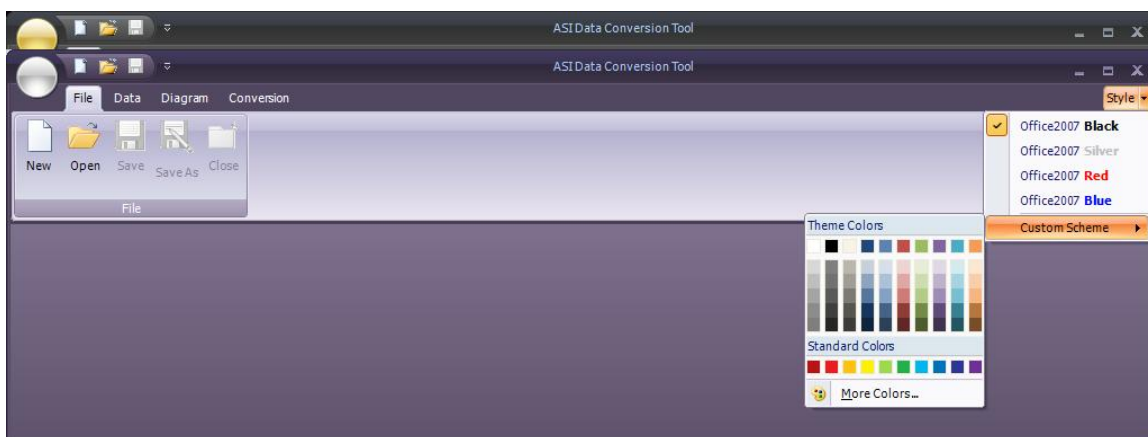 ASI Data Conversion Tool
ASI Data Conversion Tool
File Data Diagram Conversion Style
New Open Save Save As Close
File
Office2007 Black
Office2007 Silver
Office2007 Red
Office2007 Blue
Custom Scheme
Theme Colors
Standard Colors
More Colors...